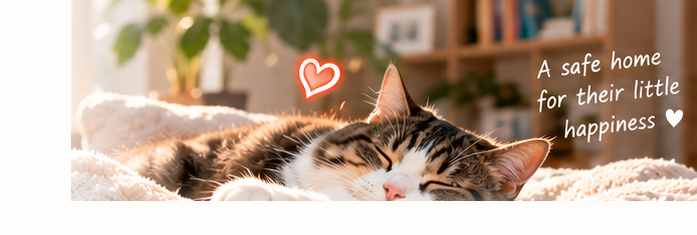 A safe home
for their little
happiness 🤍